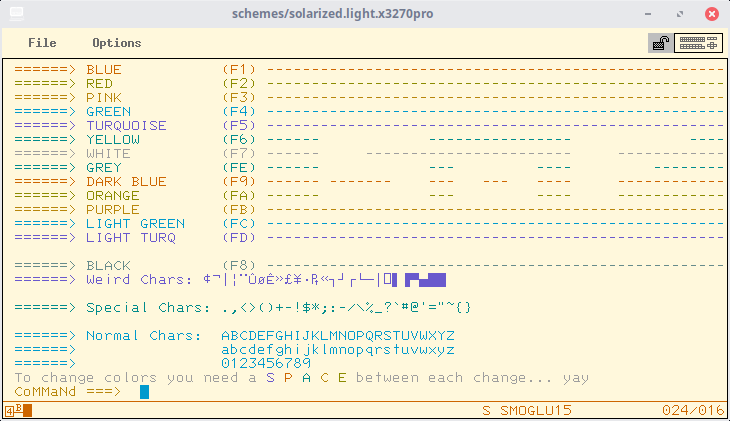 schemes/solarized.light.x3270pro
File Options
======> BLUE (F1) ---------------------------------------------------
======> RED (F2) ---------------------------------------------------
======> PINK (F3) ---------------------------------------------------
======> GREEN (F4) ---------------------------------------------------
======> TURQUOISE (F5) ---------------------------------------------------
======> YELLOW (F6) ------ --- ---------- ------------
======> WHITE (F7) ------ --- ---------- ------------
======> GREY (FE) ------ --- ---------- ------------
======> DARK BLUE (F9) ------ --------- -- --- -- ---------
======> ORANGE (FA) ------ --- ---------- ------------
======> PURPLE (FB) ---------------------------------------------------
======> LIGHT GREEN (FC) ---------------------------------------------------
======> LIGHT TURQ (FD) ---------------------------------------------------
======> BLACK (F8) ---------------------------------------------------
======> Weird Chars: ¢¬|¦¨ÛøÉ»£¥·
======> Special Chars: .,<>()+-!$*;:-/\%_?`#@'="~{}
======> Normal Chars: ABCDEFGHIJKLMNOPQRSTUVWXYZ
======> abcdefghijklmnopqrstuvwxyz
======> 0123456789
To change colors you need a S P A C E between each change... yay
CoMMaNd ===>
4 B S SMOGLU15 024/016